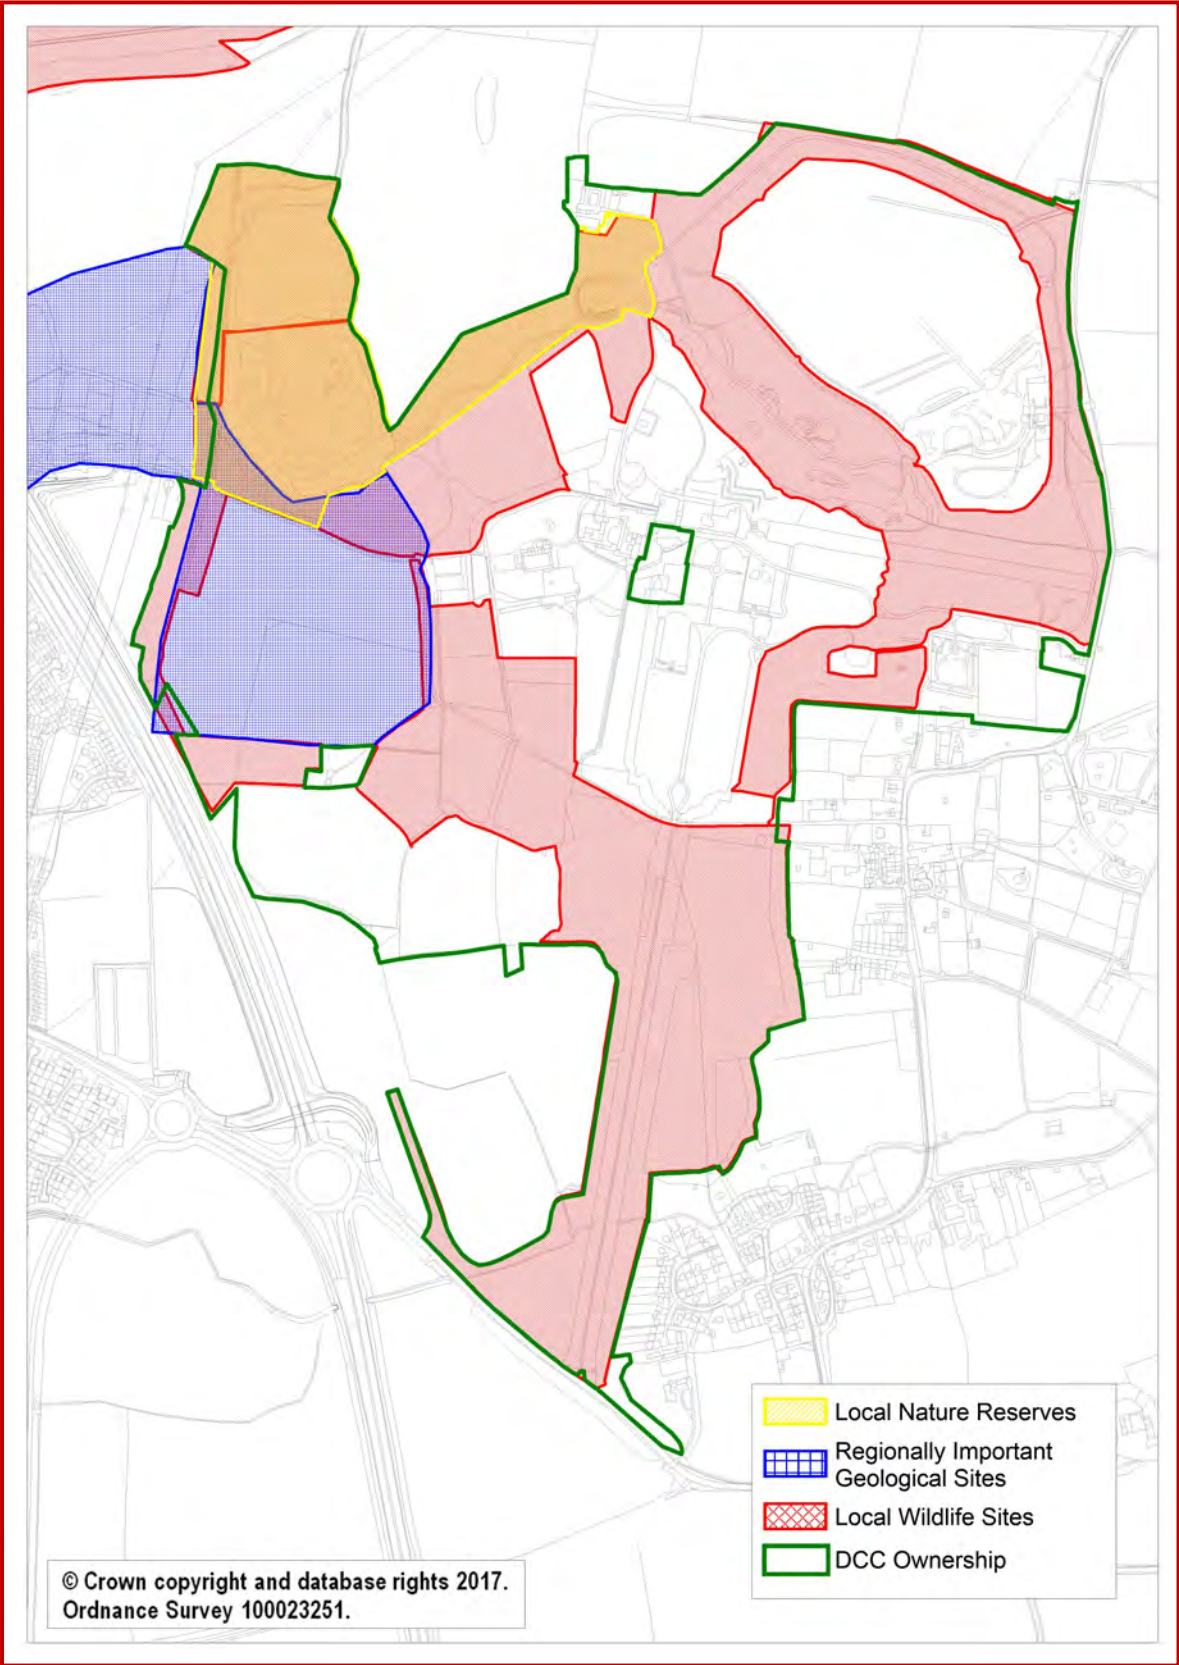 Local Nature Reserves
Regionally Important
Geological Sites
Local Wildlife Sites
DCC Ownership
© Crown copyright and database rights 2017.
Ordnance Survey 100023251.